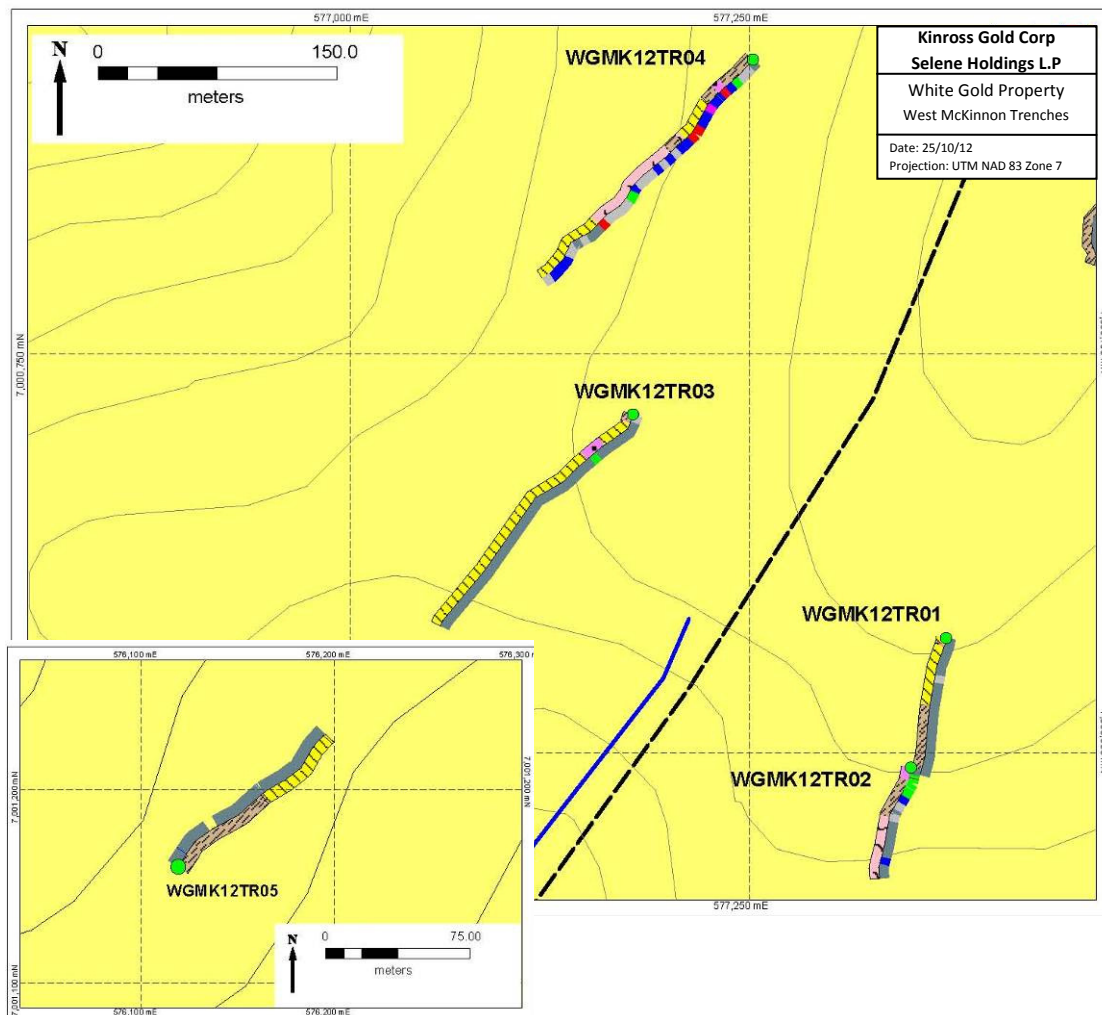 577,000 mE
577,250 mE
N
0
150.0
meters
WGMK12TR04
Kinross Gold Corp
Selene Holdings L.P
White Gold Property
West McKinnon Trenches
Date: 25/10/12
Projection: UTM NAD 83 Zone 7
7,000,750 mN
WGMK12TR03
WGMK12TR01
WGMK12TR02
577,250 mE
576,100 mE
576,200 mE
7,001,200 mN
7,001,200 mN
WGMK12TR05
N
0
75.00
meters
7,001,100 mN
576,100 mE
576,200 mE